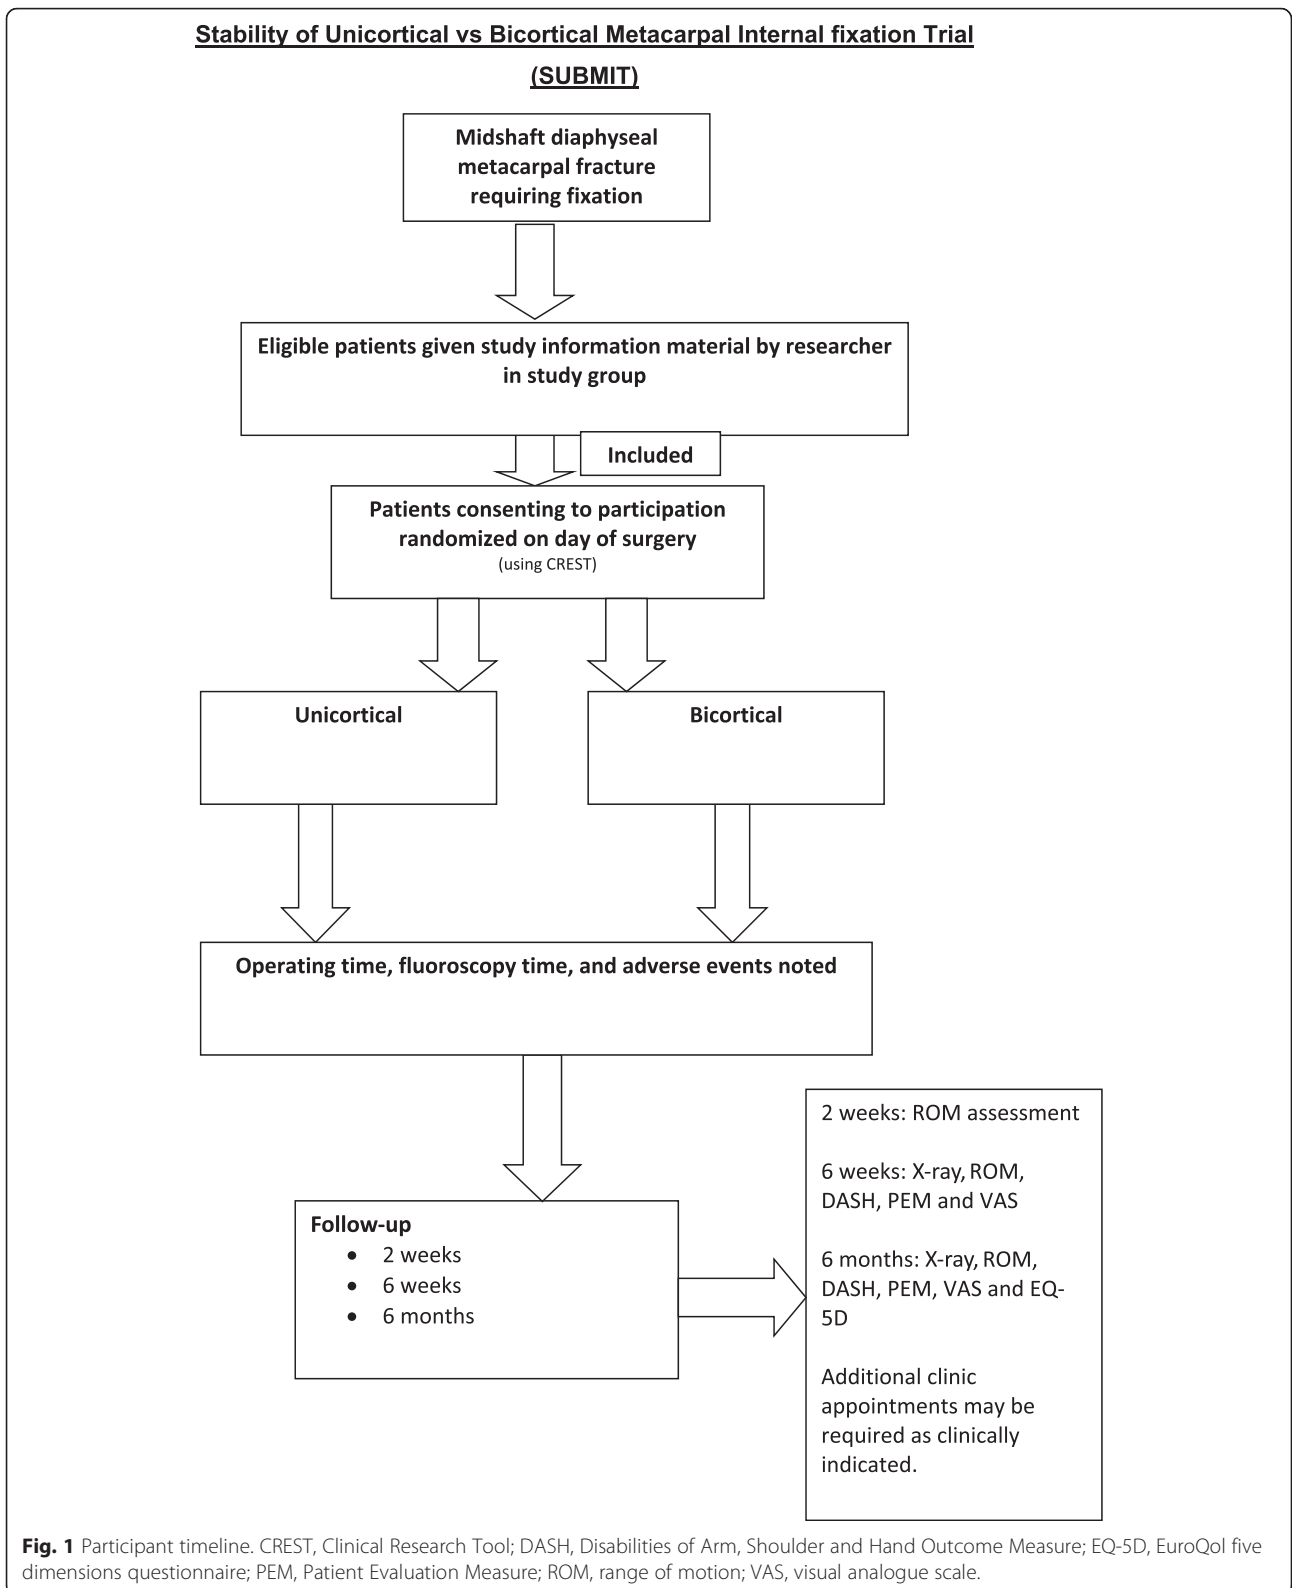 Stability of Unicortical vs Bicortical Metacarpal Internal fixation Trial
(SUBMIT)
Midshaft diaphyseal
metacarpal fracture
requiring fixation
Eligible patients given study information material by researcher
in study group
Included
Patients consenting to participation
randomized on day of surgery
(using CREST)
Unicortical
Bicortical
Operating time, fluoroscopy time, and adverse events noted
Follow-up
• 2 weeks
• 6 weeks
• 6 months
2 weeks: ROM assessment
6 weeks: X-ray, ROM,
DASH, PEM and VAS
6 months: X-ray, ROM,
DASH, PEM, VAS and EQ-
5D
Additional clinic
appointments may be
required as clinically
indicated.
Fig. 1 Participant timeline. CREST, Clinical Research Tool; DASH, Disabilities of Arm, Shoulder and Hand Outcome Measure; EQ-5D, EuroQol five
dimensions questionnaire; PEM, Patient Evaluation Measure; ROM, range of motion; VAS, visual analogue scale.